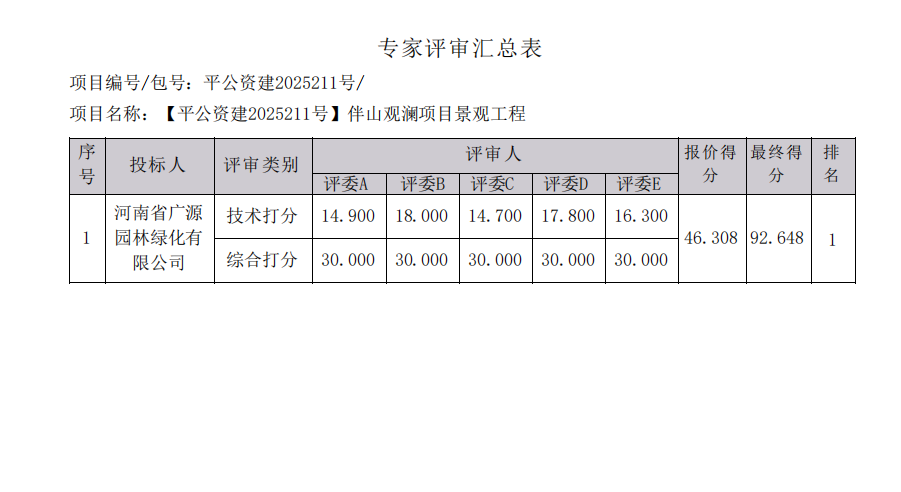 专家评审汇总表
项目编号/包号：平公资建2025211号/
项目名称：【平公资建2025211号】伴山观澜项目景观工程
序号 投标人 评审类别 评审人 报价得分 最终得分 排名
评委A 评委B 评委C 评委D 评委E
1 河南省广源园林绿化有限公司 技术打分 14.900 18.000 14.700 17.800 16.300 46.308 92.648 1
综合打分 30.000 30.000 30.000 30.000 30.000